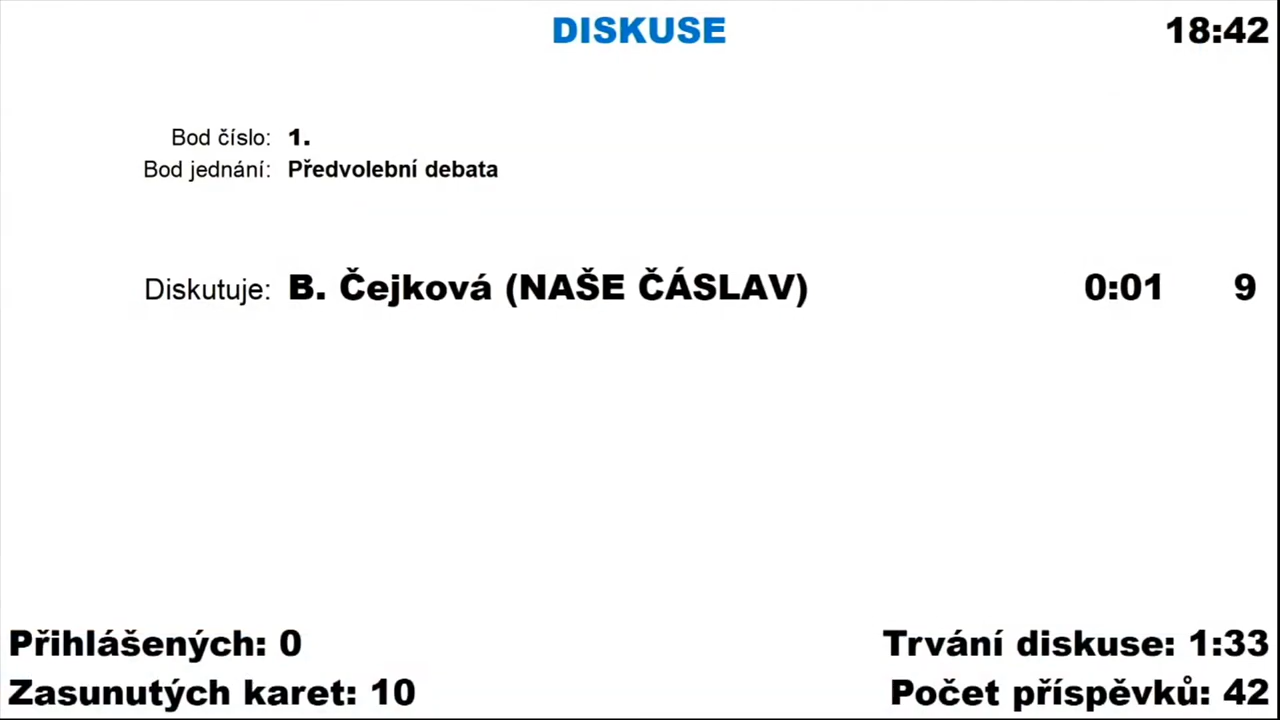 DISKUSE 18:42
Bod číslo: 1.
Bod jednání: Předvolební debata
Diskutuje: B. Čejková (NAŠE ČÁSLAV) 0:01 9
Přihlášených: 0 Trvání diskuse: 1:33
Zasunutých karet: 10 Počet příspěvků: 42